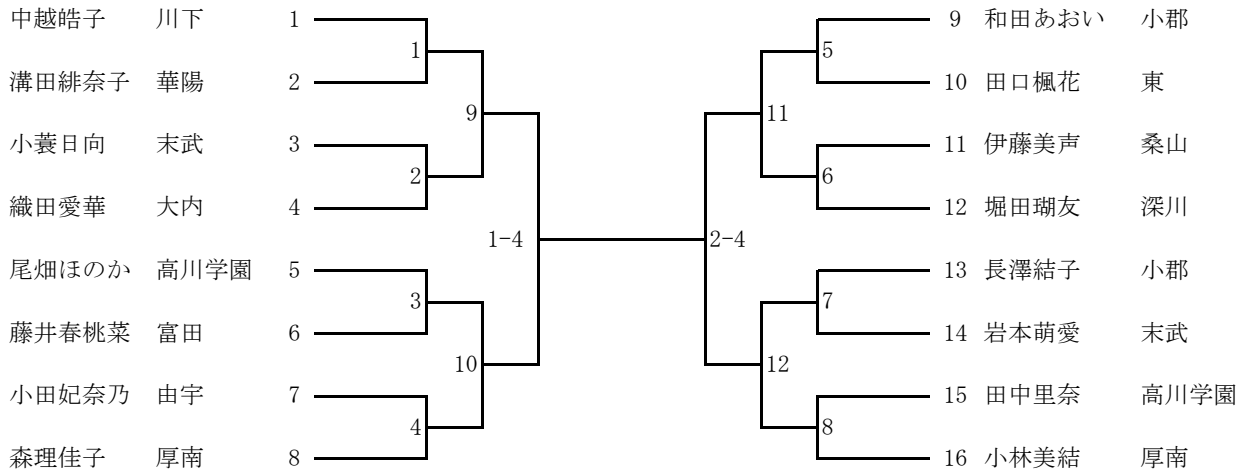 中越皓子 川下 1
溝田緋奈子 華陽 2
小蓑日向 末武 3
織田愛華 大内 4
尾畑ほのか 高川学園 5
藤井春桃菜 富田 6
小田妃奈乃 由宇 7
森理佳子 厚南 8
1
2
3
4
9
10
1-4
2-4
11
12
5
6
7
8
9 和田あおい 小郡
10 田口楓花 東
11 伊藤美声 桑山
12 堀田瑚友 深川
13 長澤結子 小郡
14 岩本萌愛 末武
15 田中里奈 高川学園
16 小林美結 厚南